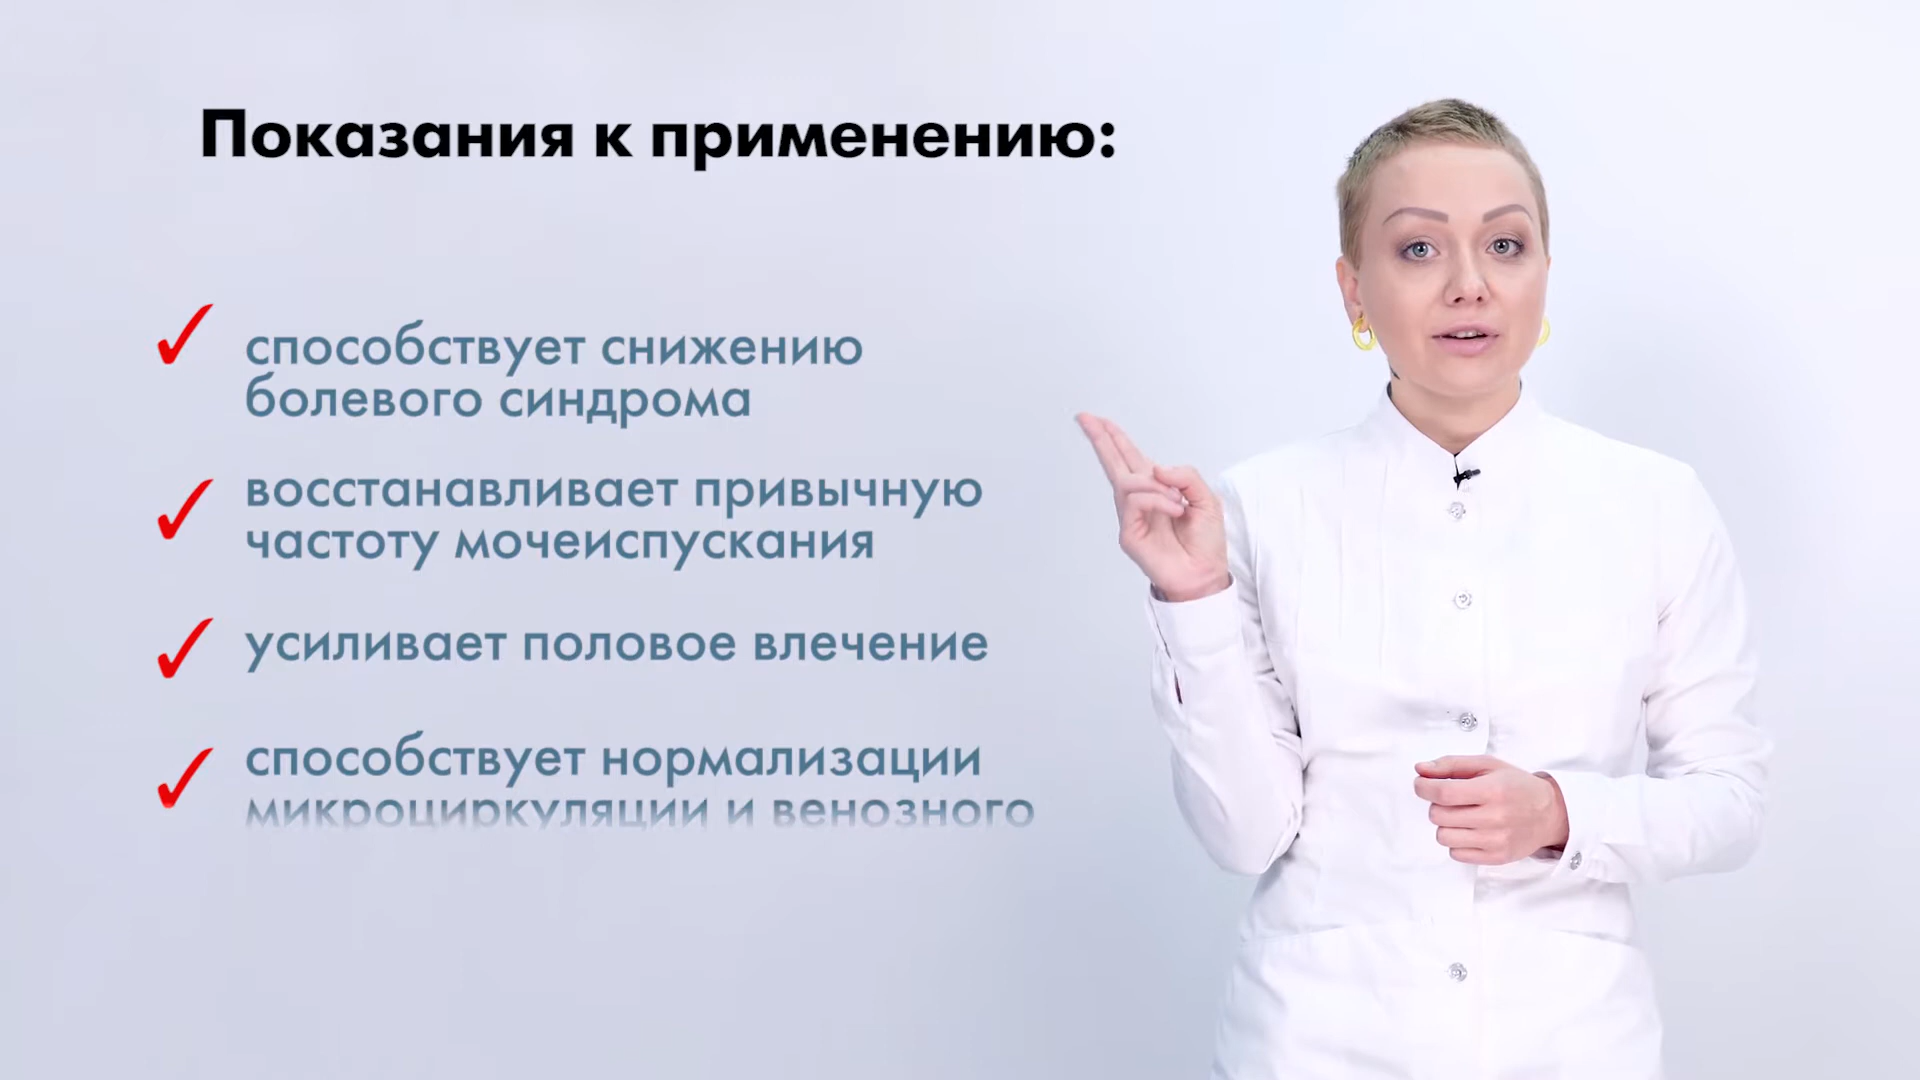 Показания к применению:
способствует снижению
болевого синдрома
восстанавливает привычную
частоту мочеиспускания
усиливает половое влечение
способствует нормализации
микроциркуляции и венозного